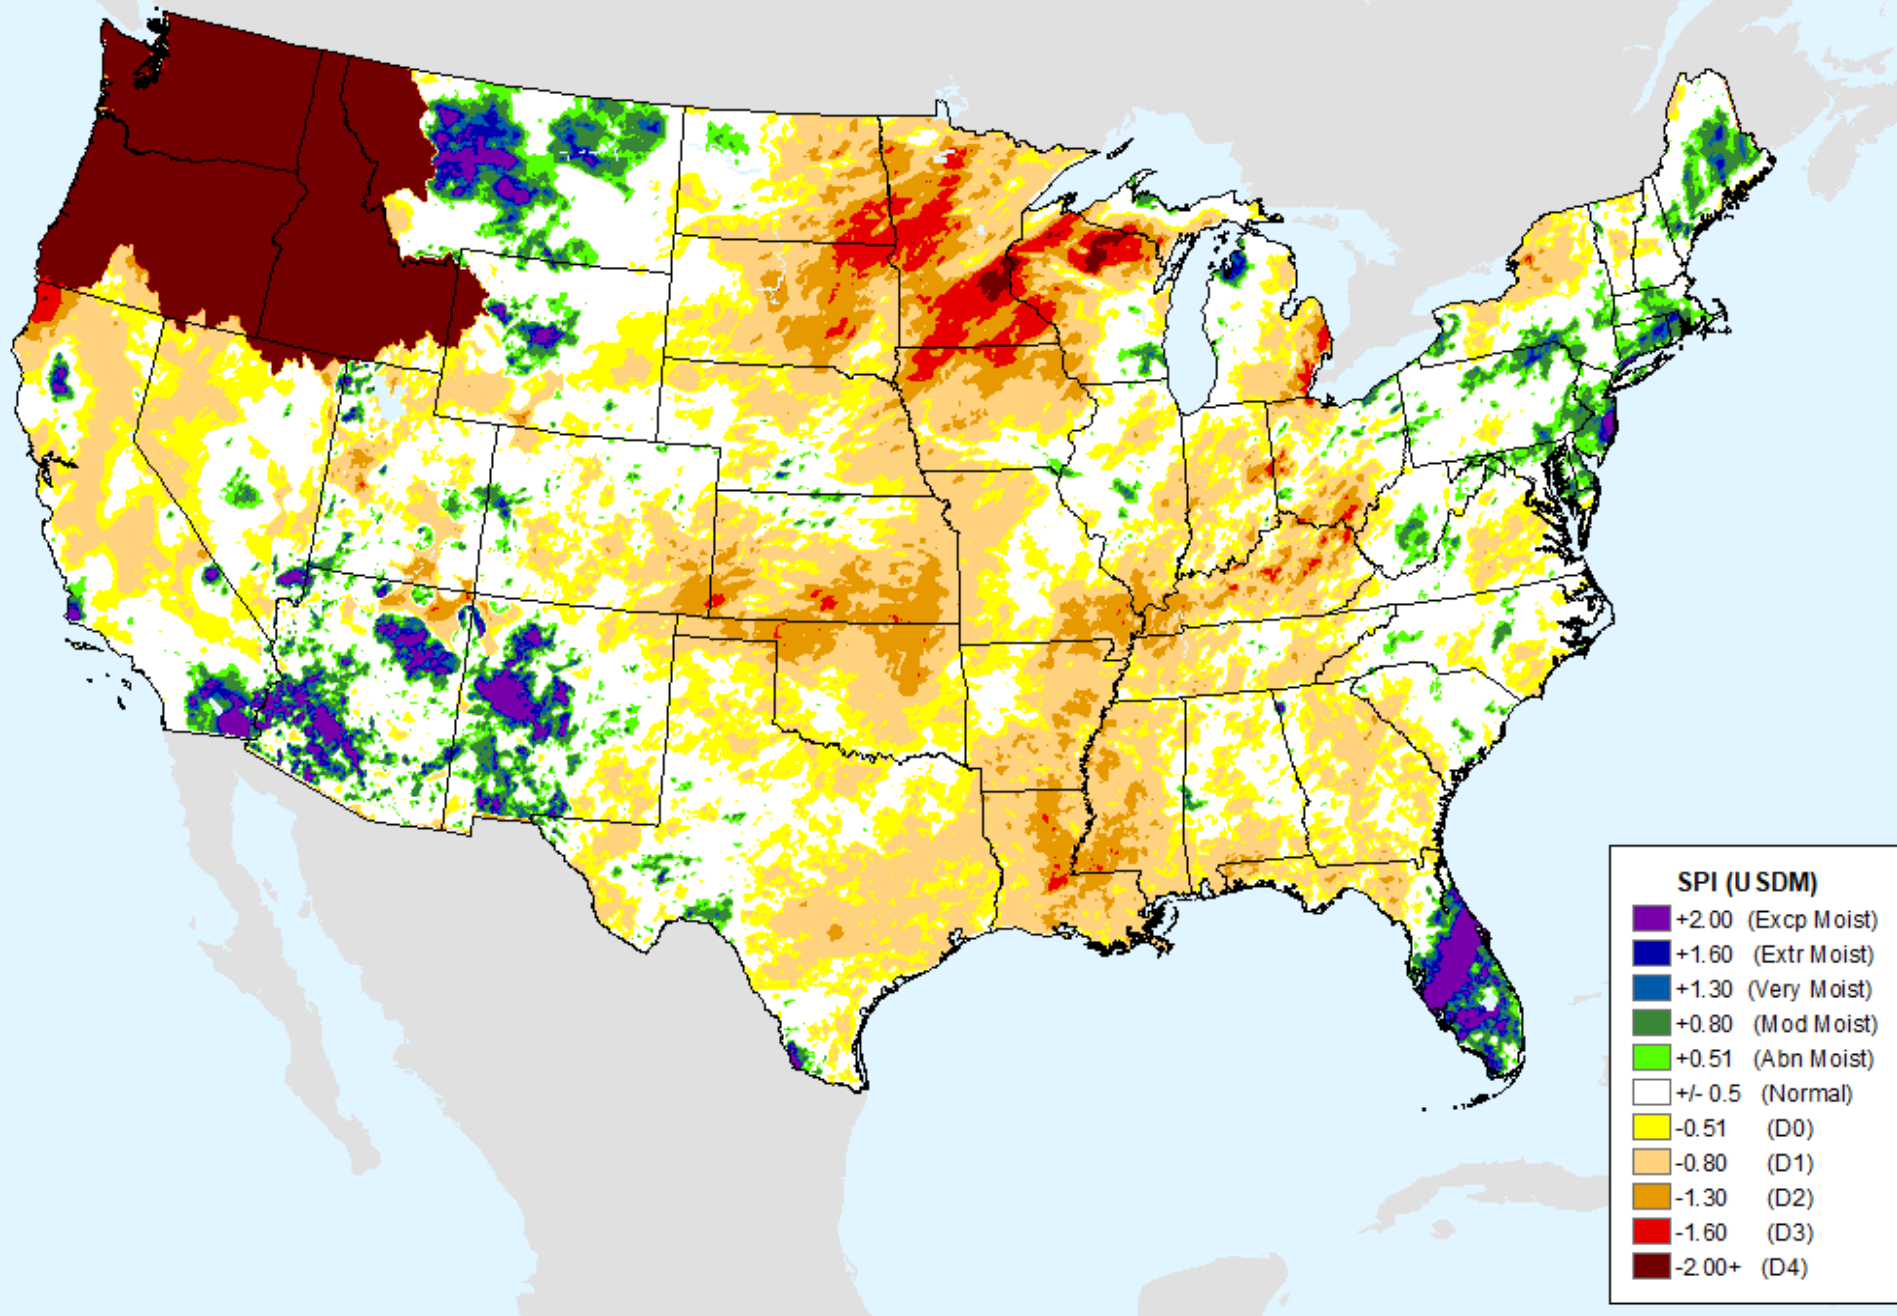 SPI (USDM)
+2.00 (Excp Moist)
+1.60 (Extr Moist)
+1.30 (Very Moist)
+0.80 (Mod Moist)
+0.51 (Abn Moist)
+/- 0.5 (Normal)
-0.51 (D0)
-0.80 (D1)
-1.30 (D2)
-1.60 (D3)
-2.00+ (D4)